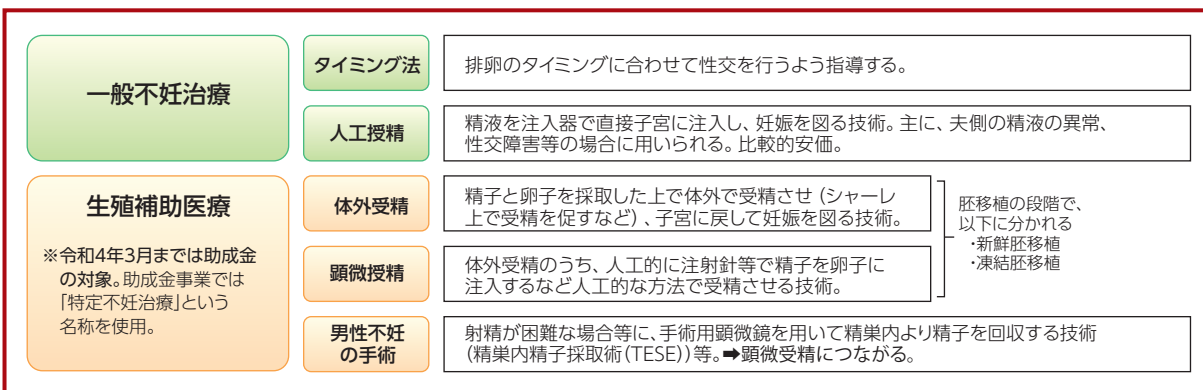 一般不妊治療
タイミング法
排卵のタイミングに合わせて性交を行うよう指導する。
人工授精
精液を注入器で直接子宮に注入し、妊娠を図る技術。主に、夫側の精液の異常、
性交障害等の場合に用いられる。比較的安価。
生殖補助医療
※令和4年3月までは助成金
の対象。助成金事業では
「特定不妊治療」という
名称を使用。
体外受精
精子と卵子を採取した上で体外で受精させ（シャーレ
上で受精を促すなど）、子宮に戻して妊娠を図る技術。
顕微授精
体外受精のうち、人工的に注射針等で精子を卵子に
注入するなど人工的な方法で受精させる技術。
胚移植の段階で、
以下に分かれる
・新鮮胚移植
・凍結胚移植
男性不妊
の手術
射精が困難な場合等に、手術用顕微鏡を用いて精巣内より精子を回収する技術
（精巣内精子採取術（TESE））等。➡顕微受精につながる。